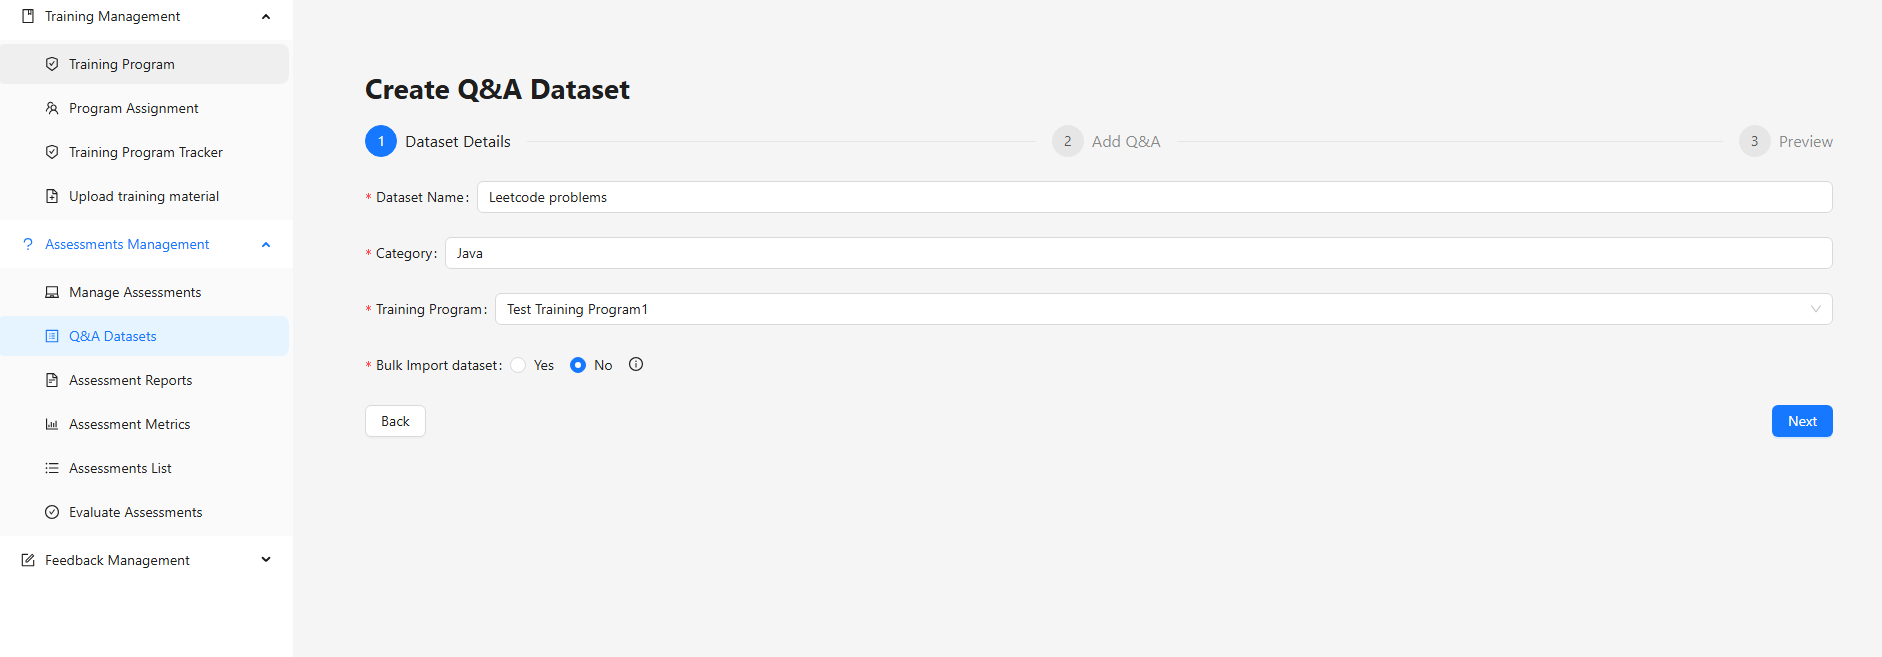 Training Management
Training Program
Program Assignment
Training Program Tracker
Upload training material
Assessments Management
Manage Assessments
Q&A Datasets
Assessment Reports
Assessment Metrics
Assessments List
Evaluate Assessments
Feedback Management
Create Q&A Dataset
1 Dataset Details 2 Add Q&A 3 Preview
* Dataset Name: Leetcode problems
* Category: Java
* Training Program: Test Training Program1
* Bulk Import dataset: Yes No
Back Next